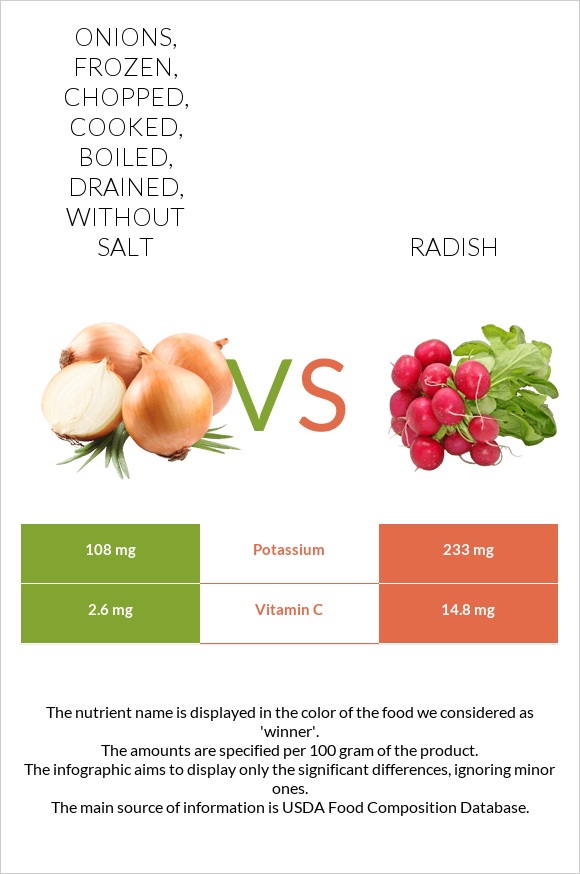 ONIONS,
FROZEN,
CHOPPED,
COOKED,
BOILED,
DRAINED,
WITHOUT
SALT
RADISH
VS
108 mg Potassium 233 mg
2.6 mg Vitamin C 14.8 mg
The nutrient name is displayed in the color of the food we considered as
'winner'.
The amounts are specified per 100 gram of the product.
The infographic aims to display only the significant differences, ignoring minor
ones.
The main source of information is USDA Food Composition Database.